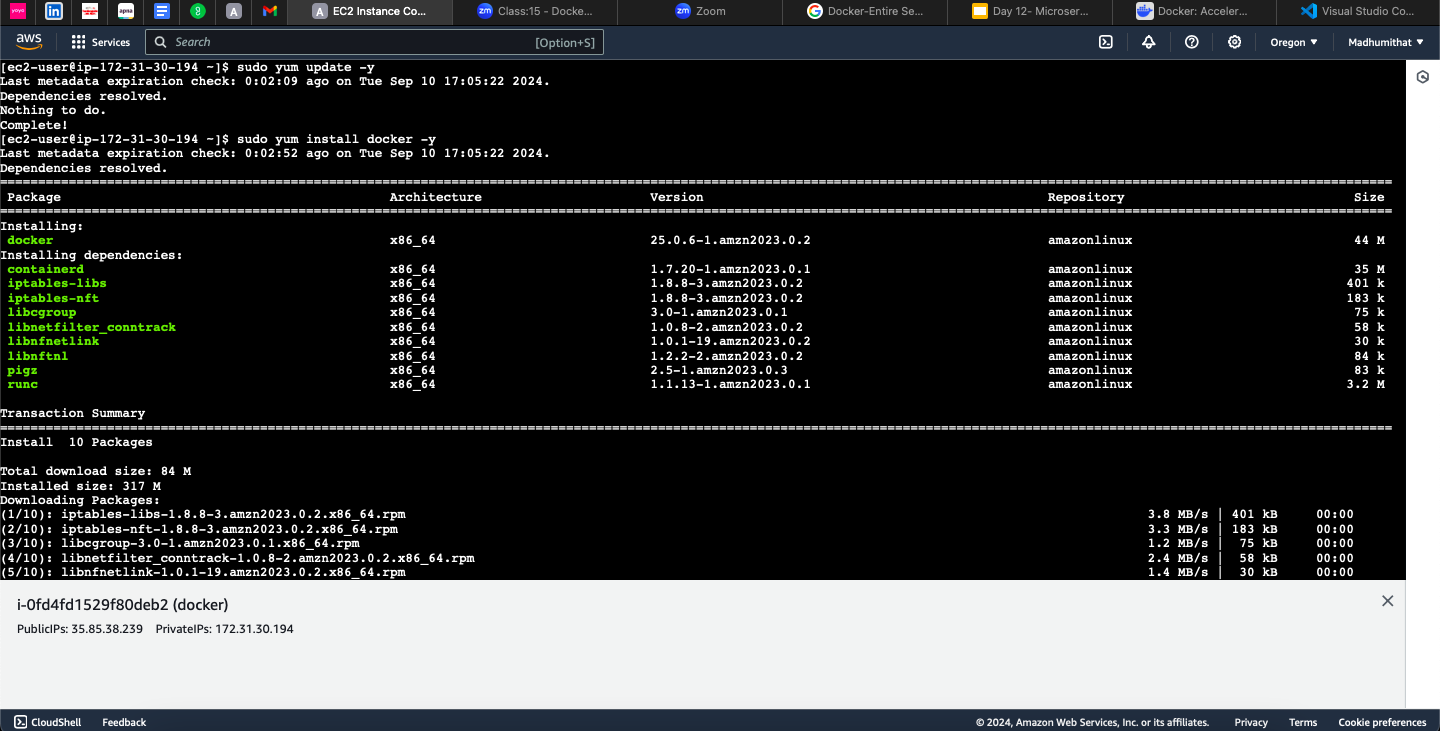 yoyo
in
apna
A
M
A EC2 Instance Co...
zm Class:15 - Docke...
zm Zoom
G Docker-Entire Se...
Day 12- Microser...
Docker: Acceler...
Visual Studio Co...
aws
Services
Search
[Option+S]
Oregon ▼
Madhumithat ▼
[ec2-user@ip-172-31-30-194 ~]$ sudo yum update -y
Last metadata expiration check: 0:02:09 ago on Tue Sep 10 17:05:22 2024.
Dependencies resolved.
Nothing to do.
Complete!
[ec2-user@ip-172-31-30-194 ~]$ sudo yum install docker -y
Last metadata expiration check: 0:02:52 ago on Tue Sep 10 17:05:22 2024.
Dependencies resolved.
Package Architecture Version Repository Size
Installing:
docker x86_64 25.0.6-1.amzn2023.0.2 amazonlinux 44 M
Installing dependencies:
containerd x86_64 1.7.20-1.amzn2023.0.1 amazonlinux 35 M
iptables-libs x86_64 1.8.8-3.amzn2023.0.2 amazonlinux 401 k
iptables-nft x86_64 1.8.8-3.amzn2023.0.2 amazonlinux 183 k
libcgroup x86_64 3.0-1.amzn2023.0.1 amazonlinux 75 k
libnetfilter_conntrack x86_64 1.0.8-2.amzn2023.0.2 amazonlinux 58 k
libnfnetlink x86_64 1.0.1-19.amzn2023.0.2 amazonlinux 30 k
libnftnl x86_64 1.2.2-2.amzn2023.0.2 amazonlinux 84 k
pigz x86_64 2.5-1.amzn2023.0.3 amazonlinux 83 k
runc x86_64 1.1.13-1.amzn2023.0.1 amazonlinux 3.2 M
Transaction Summary
Install 10 Packages
Total download size: 84 M
Installed size: 317 M
Downloading Packages:
(1/10): iptables-libs-1.8.8-3.amzn2023.0.2.x86_64.rpm 3.8 MB/s | 401 kB 00:00
(2/10): iptables-nft-1.8.8-3.amzn2023.0.2.x86_64.rpm 3.3 MB/s | 183 kB 00:00
(3/10): libcgroup-3.0-1.amzn2023.0.1.x86_64.rpm 1.2 MB/s | 75 kB 00:00
(4/10): libnetfilter_conntrack-1.0.8-2.amzn2023.0.2.x86_64.rpm 2.4 MB/s | 58 kB 00:00
(5/10): libnfnetlink-1.0.1-19.amzn2023.0.2.x86_64.rpm 1.4 MB/s | 30 kB 00:00
i-0fd4fd1529f80deb2 (docker)
PublicIPs: 35.85.38.239 PrivateIPs: 172.31.30.194
CloudShell
Feedback
© 2024, Amazon Web Services, Inc. or its affiliates.
Privacy
Terms
Cookie preferences